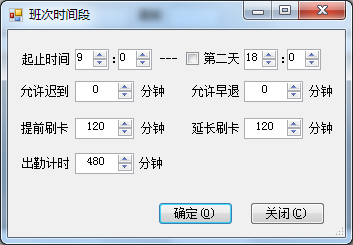 班次时间段
起止时间 9 : 0 --- 第二天 18 : 0
允许迟到 0 分钟 允许早退 0 分钟
提前刷卡 120 分钟 延长刷卡 120 分钟
出勤计时 480 分钟
确定(O) 关闭(C)